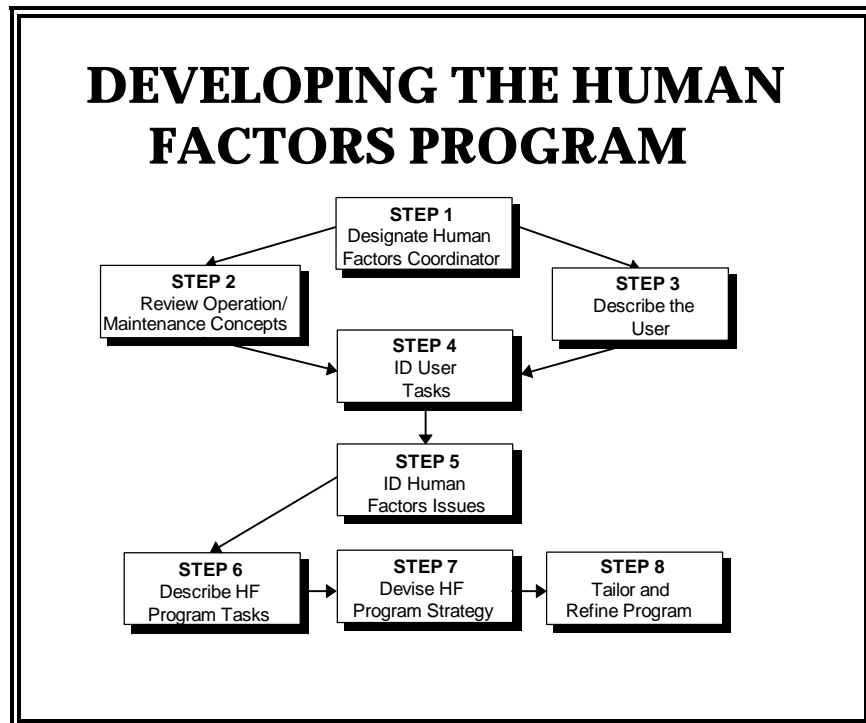 DEVELOPING THE HUMAN
FACTORS PROGRAM
STEP 1
Designate Human
Factors Coordinator
STEP 2
Review Operation/
Maintenance Concepts
STEP 3
Describe the
User
STEP 4
ID User
Tasks
STEP 5
ID Human
Factors Issues
STEP 6
Describe HF
Program Tasks
STEP 7
Devise HF
Program Strategy
STEP 8
Tailor and
Refine Program